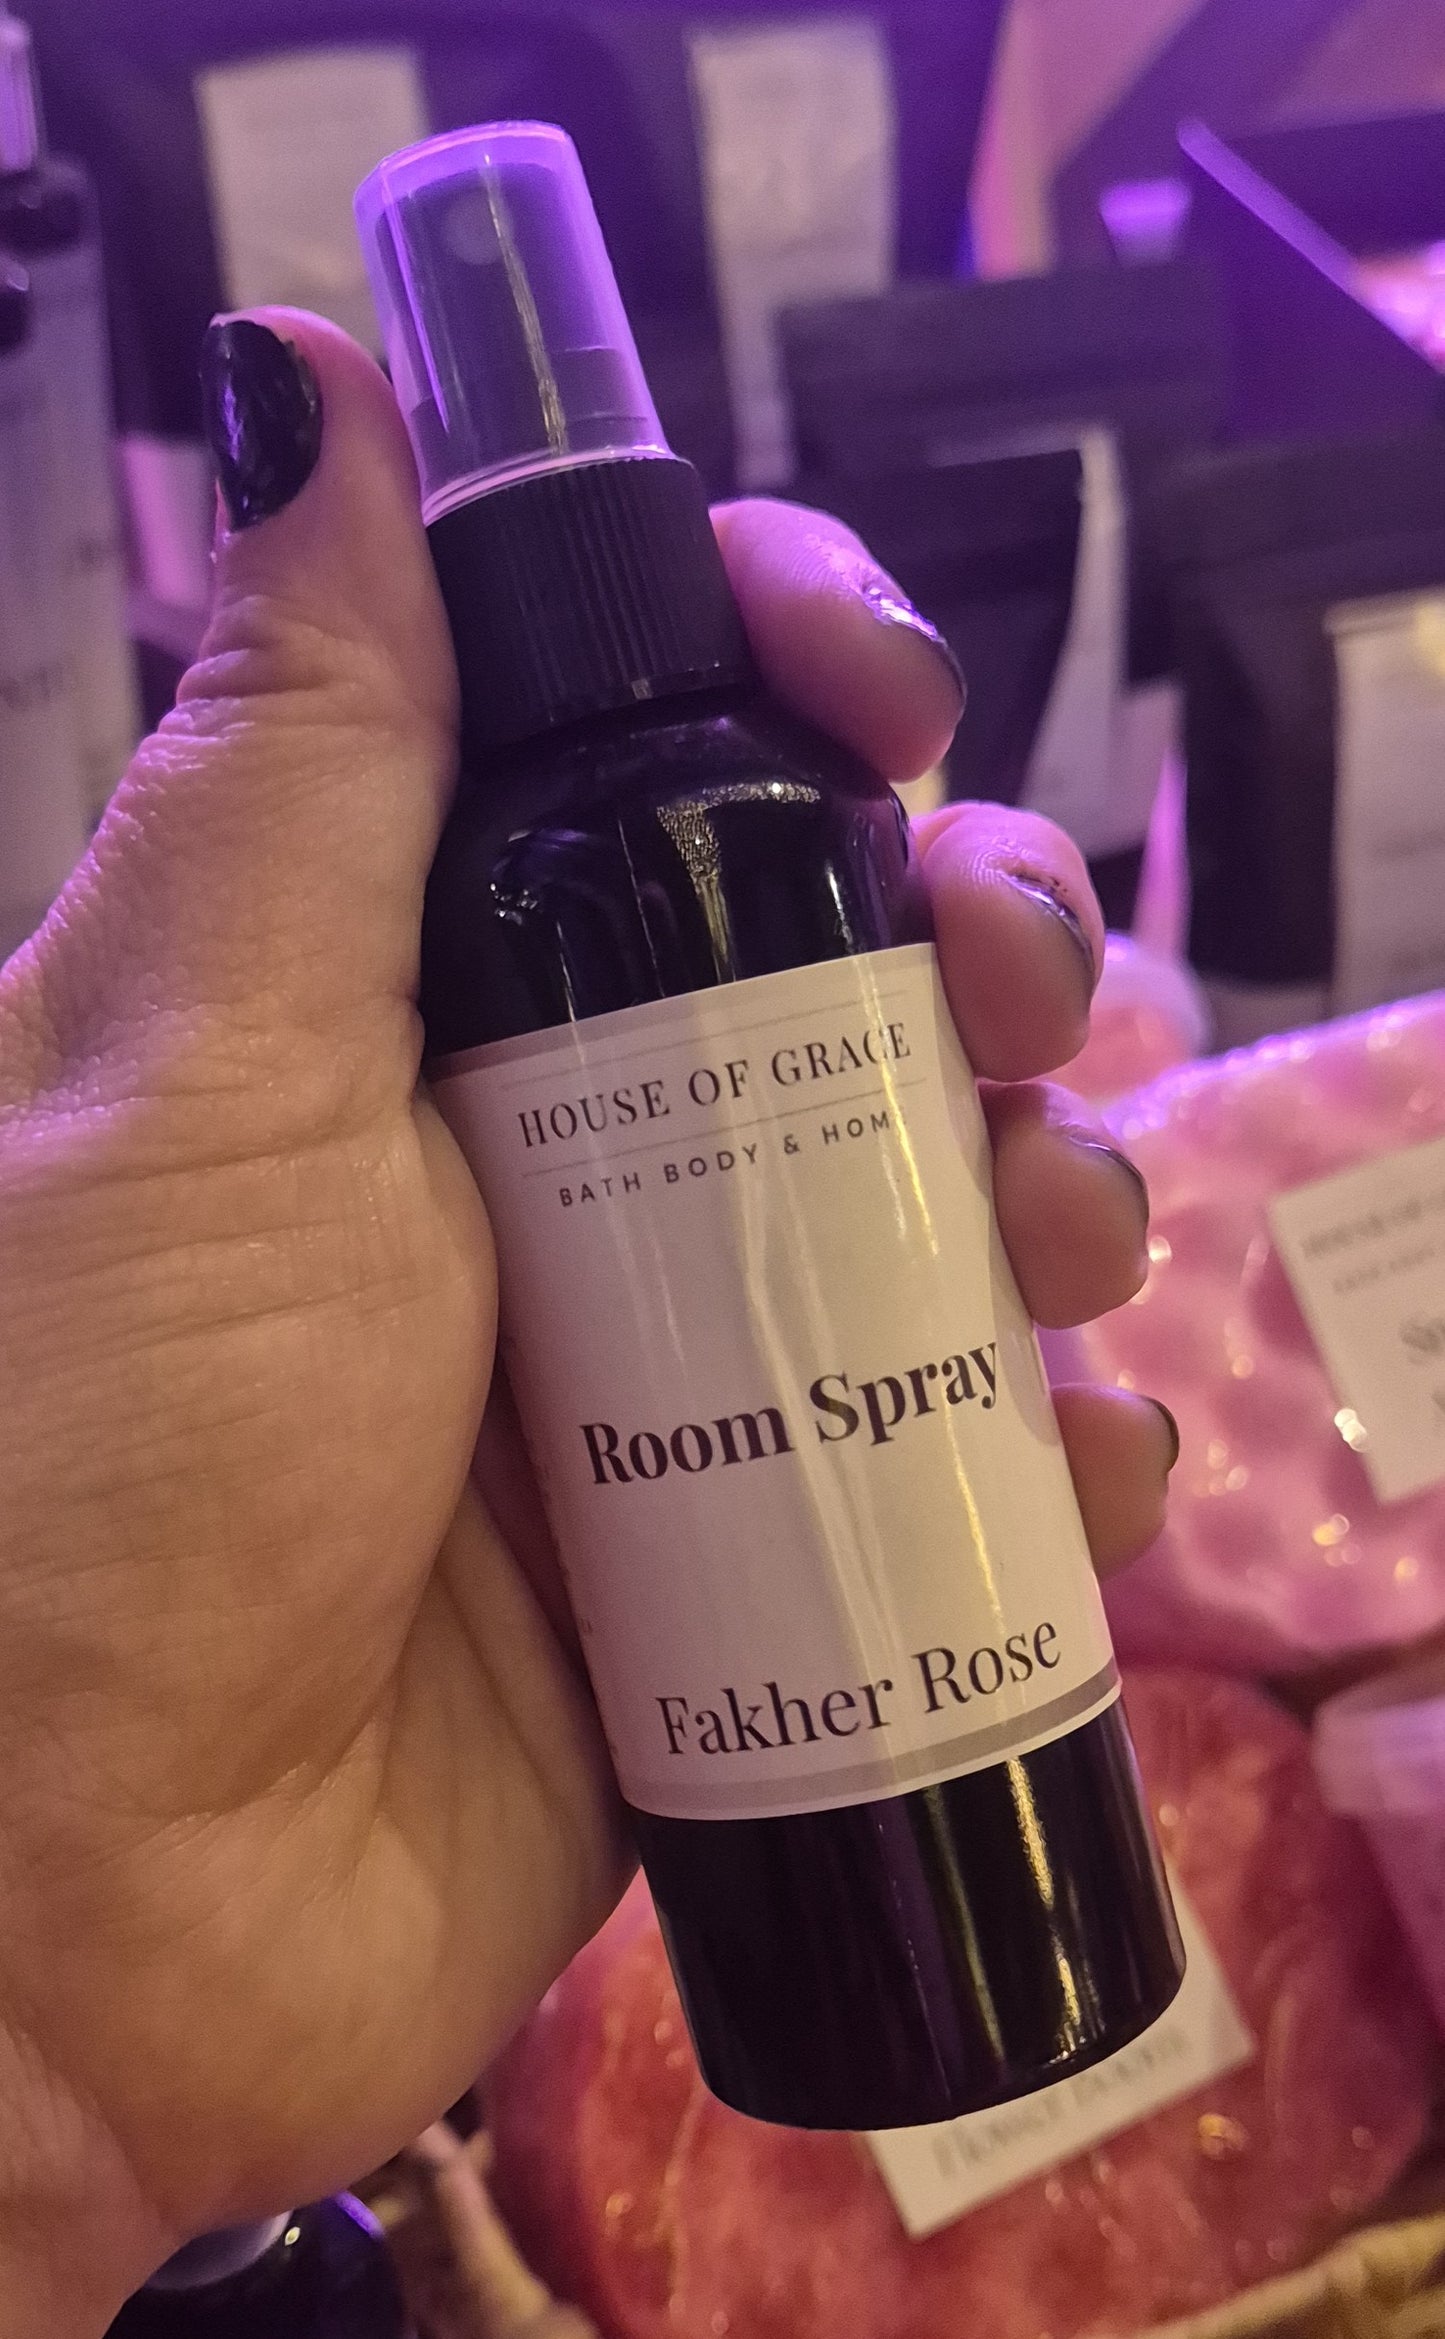 HOUSE OF GRACE
BATH BODY & HOM
Room Spray
Fakher Rose